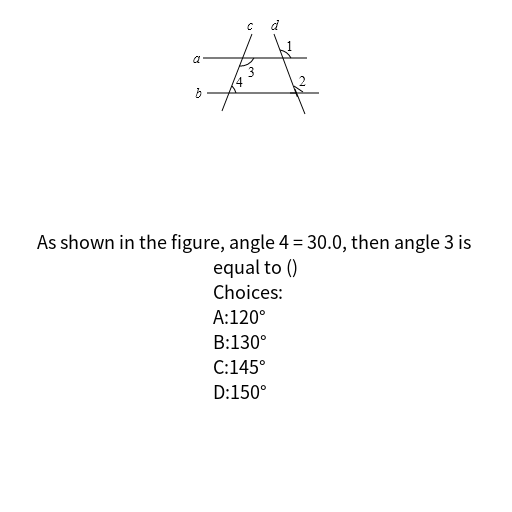 c d
a 1
3
4 2
b
As shown in the figure, angle 4 = 30.0, then angle 3 is
equal to ()
Choices:
A:120°
B:130°
C:145°
D:150°